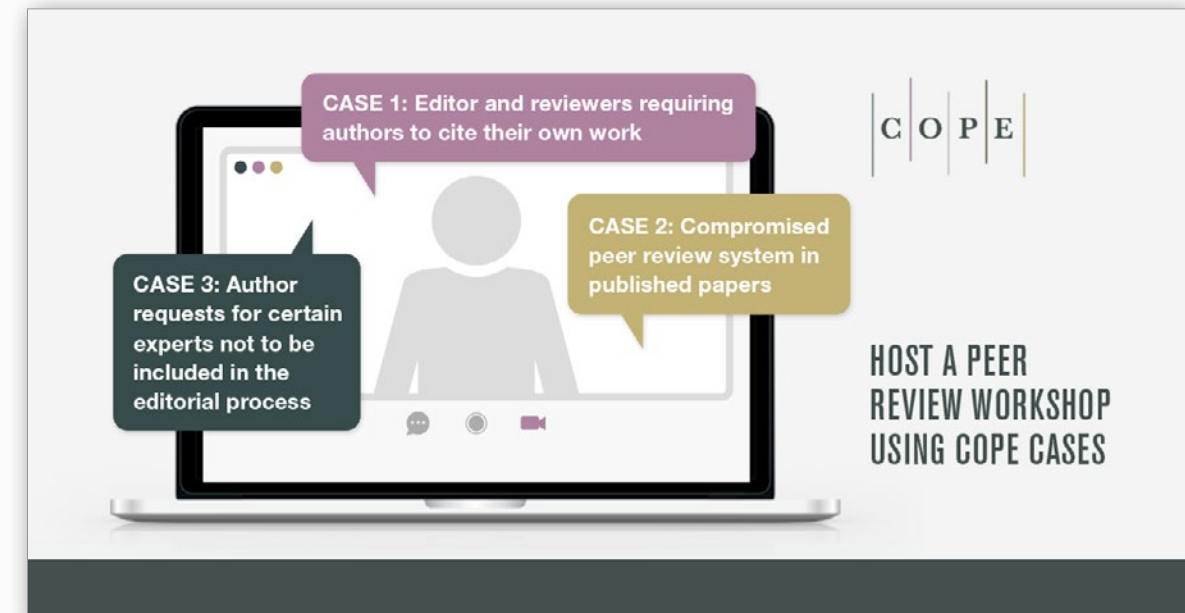 CASE 1: Editor and reviewers requiring
authors to cite their own work
CASE 2: Compromised
peer review system in
published papers
CASE 3: Author
requests for certain
experts not to be
included in the
editorial process
COPE
HOST A PEER
REVIEW WORKSHOP
USING COPE CASES